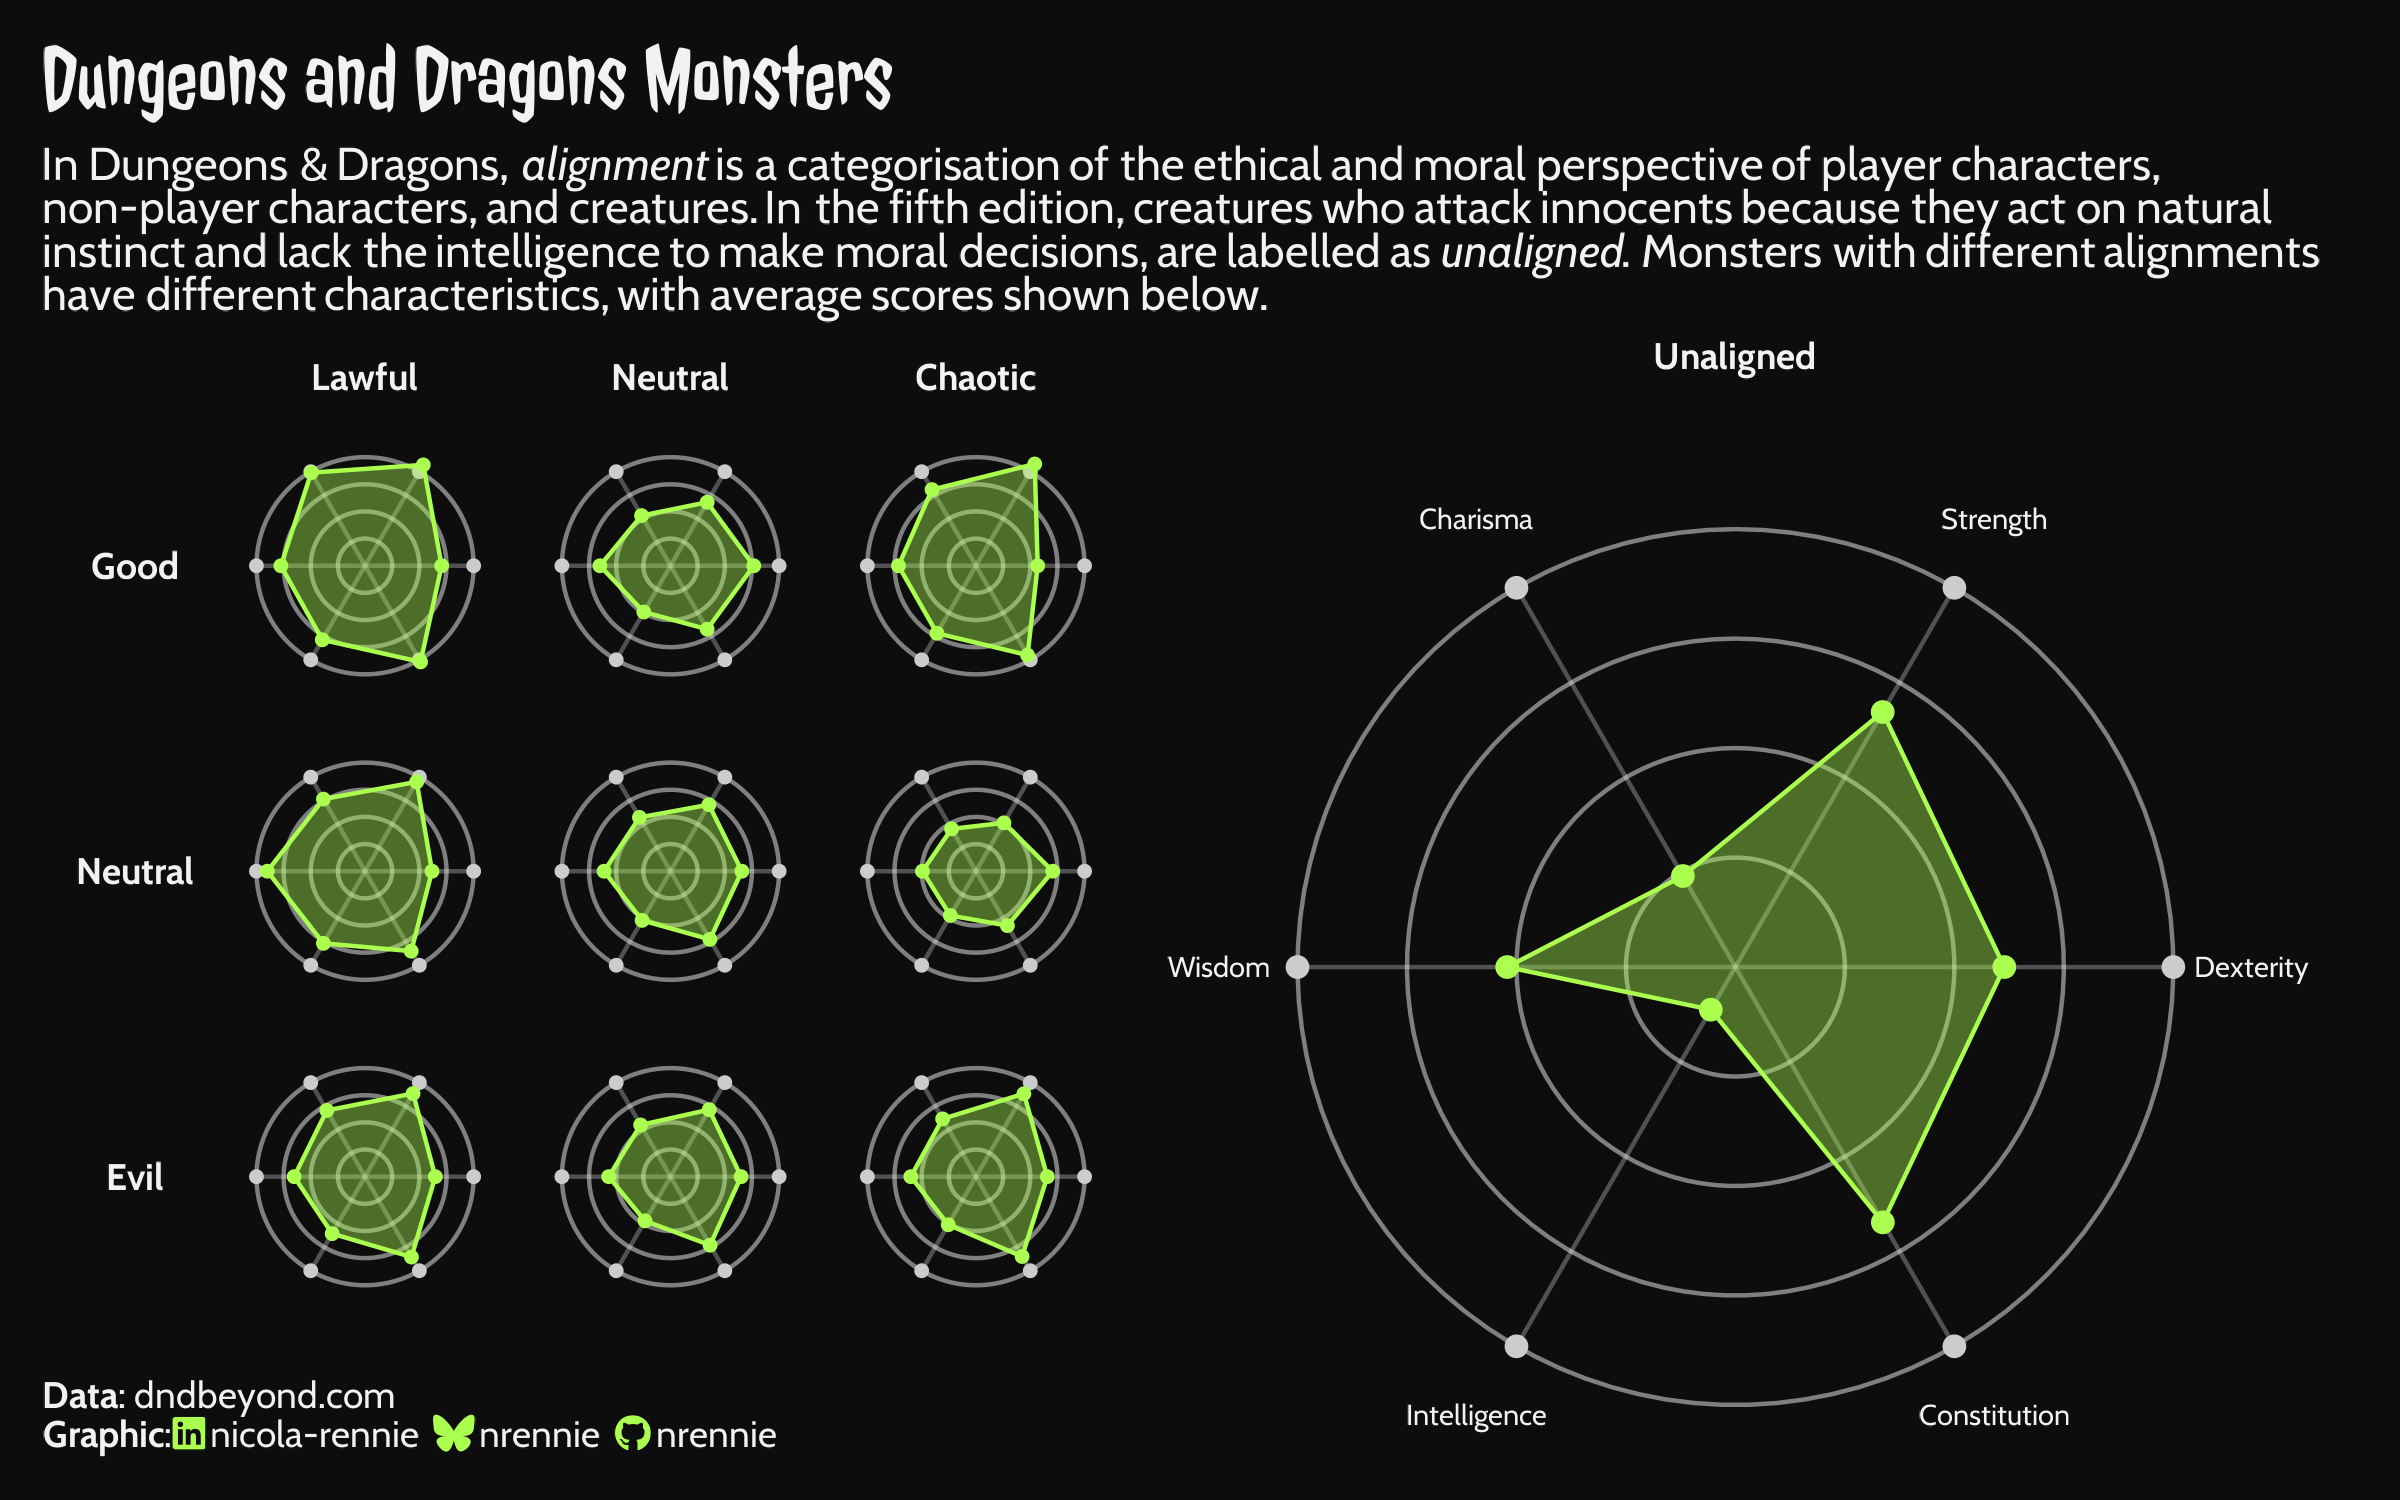 Dungeons and Dragons Monsters
In Dungeons & Dragons, alignment is a categorisation of the ethical and moral perspective of player characters,
non-player characters, and creatures. In the fifth edition, creatures who attack innocents because they act on natural
instinct and lack the intelligence to make moral decisions, are labelled as unaligned. Monsters with different alignments
have different characteristics, with average scores shown below.
Lawful
Neutral
Chaotic
Good
Neutral
Evil
Unaligned
Charisma
Strength
Wisdom
Dexterity
Intelligence
Constitution
Data: dndbeyond.com
Graphic: in nicola-rennie nrennie nrennie